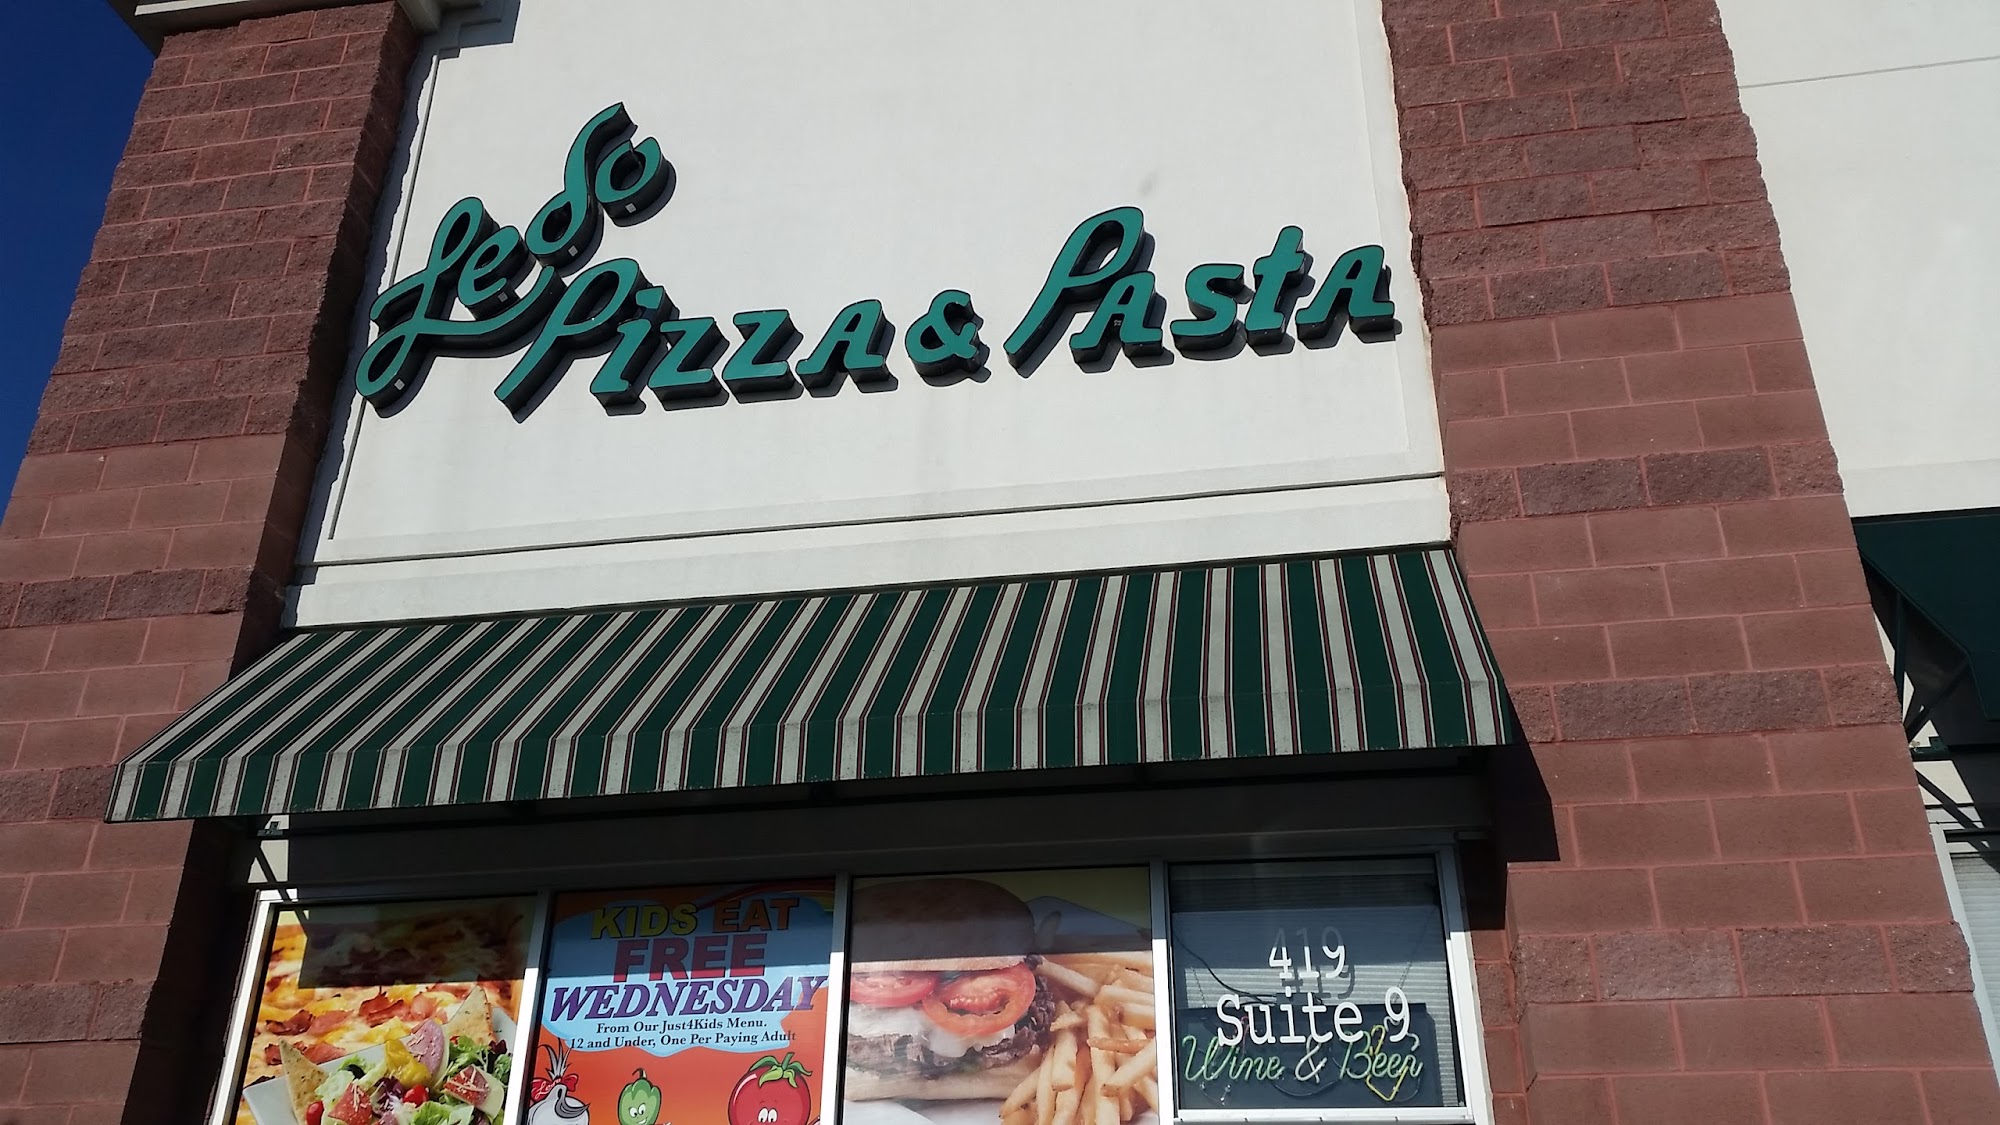 Ledo
Pizza & Pasta
KIDS EAT
FREE
WEDNESDAY
From Our Just4Kids Menu.
12 and Under, One Per Paying Adult
419
Suite 9
Wine & Beer